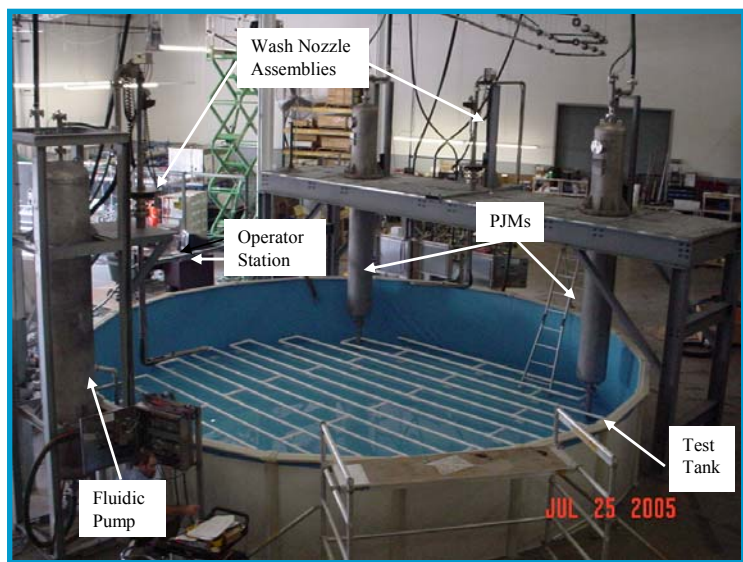 Wash Nozzle
Assemblies
PJMs
Operator
Station
Test
Tank
Fluidic
Pump
JUL 25 2005